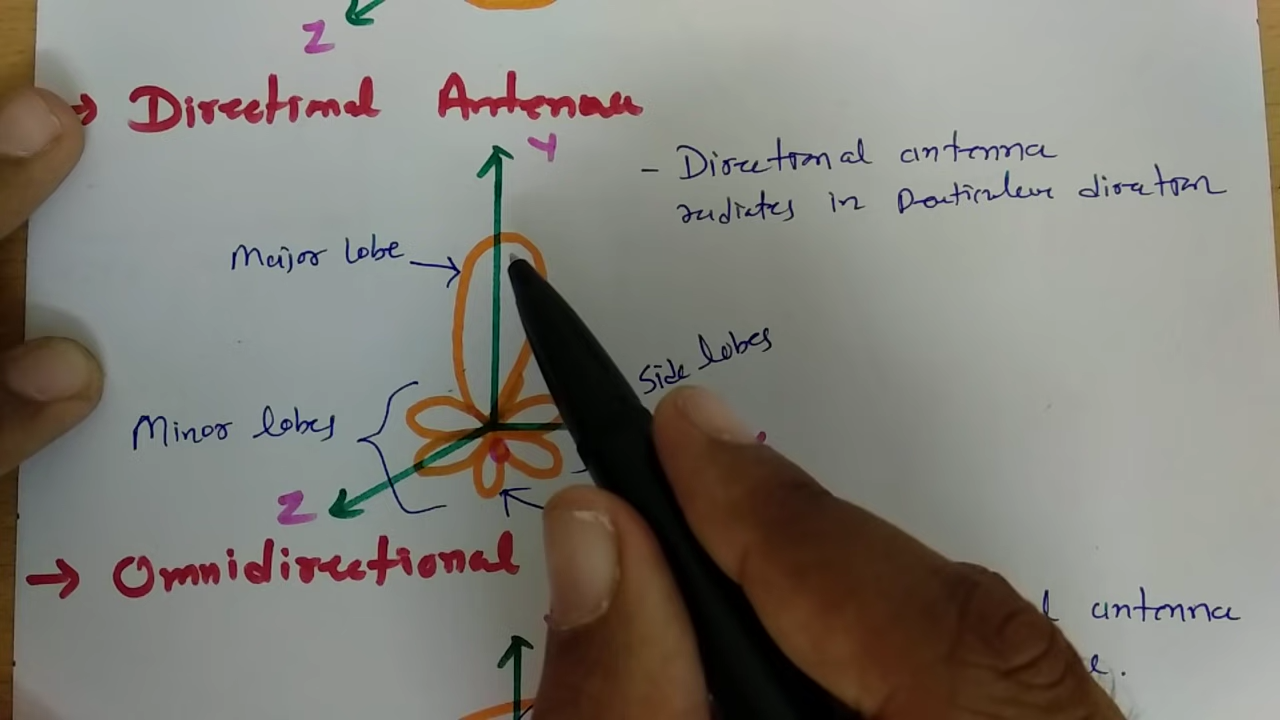 Z
→ Directional Antenna
Y
- Directional antenna
radiates in Particular direction
Major lobe
Side lobes
Minor lobes
Z
→ Omnidirectional
antenna